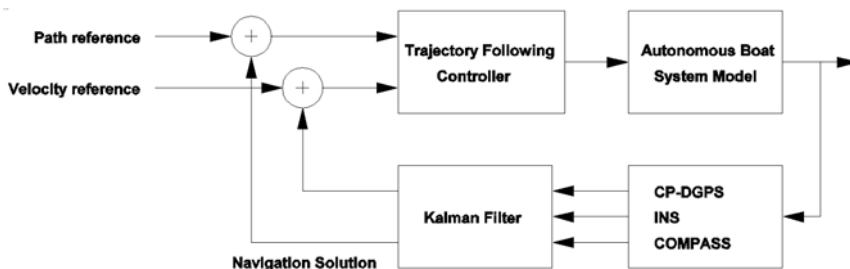 Path reference
+
Trajectory Following
Controller
Autonomous Boat
System Model
Velocity reference
+
Kalman Filter
CP-DGPS
INS
COMPASS
Navigation Solution